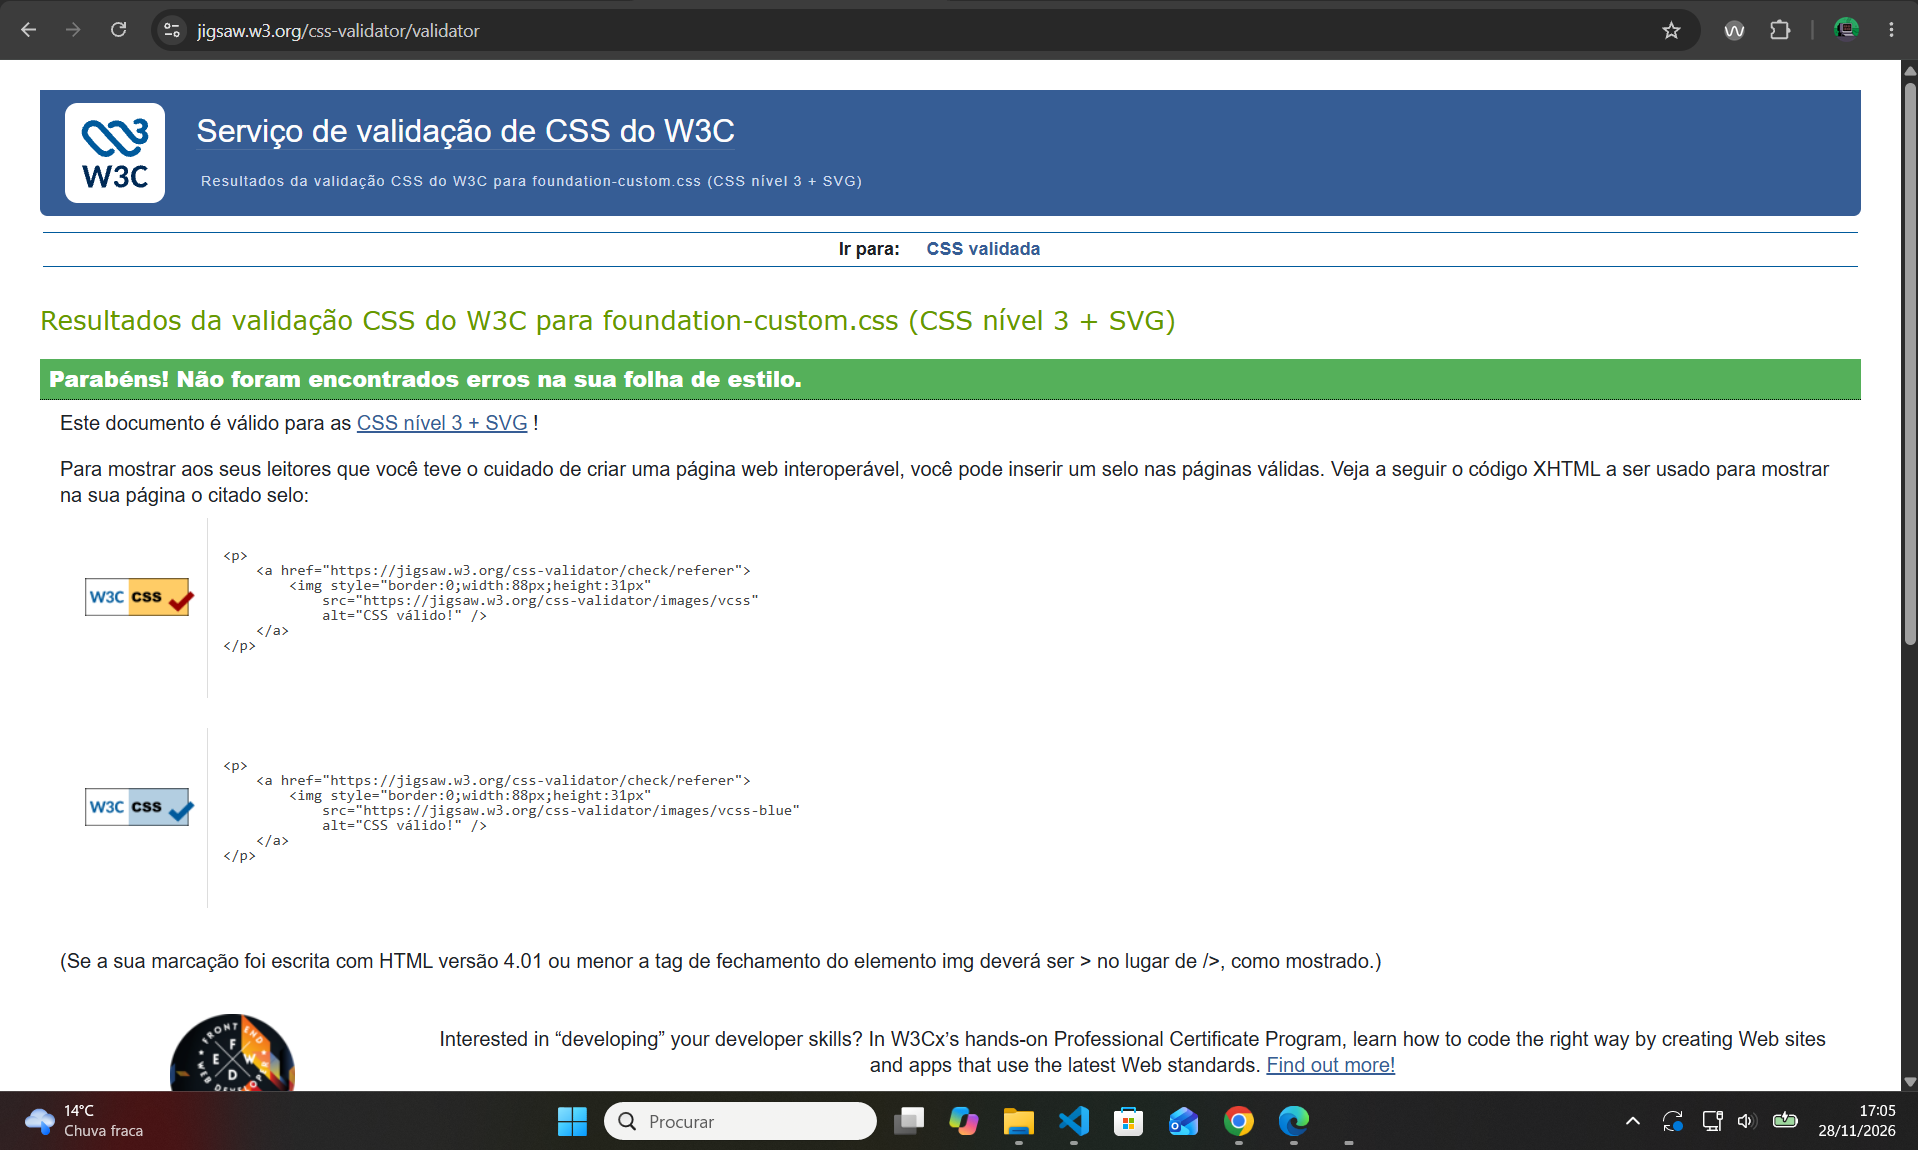 jigsaw.w3.org/css-validator/validator
W3C
Serviço de validação de CSS do W3C
Resultados da validação CSS do W3C para foundation-custom.css (CSS nível 3 + SVG)
Ir para: CSS validada
Resultados da validação CSS do W3C para foundation-custom.css (CSS nível 3 + SVG)
Parabéns! Não foram encontrados erros na sua folha de estilo.
Este documento é válido para as CSS nível 3 + SVG !
Para mostrar aos seus leitores que você teve o cuidado de criar uma página web interoperável, você pode inserir um selo nas páginas válidas. Veja a seguir o código XHTML a ser usado para mostrar
na sua página o citado selo:
W3C css
<p>
<a href="https://jigsaw.w3.org/css-validator/check/referer">
<img style="border:0;width:88px;height:31px"
src="https://jigsaw.w3.org/css-validator/images/vcss"
alt="CSS válido!" />
</a>
</p>
W3C css
<p>
<a href="https://jigsaw.w3.org/css-validator/check/referer">
<img style="border:0;width:88px;height:31px"
src="https://jigsaw.w3.org/css-validator/images/vcss-blue"
alt="CSS válido!" />
</a>
</p>
(Se a sua marcação foi escrita com HTML versão 4.01 ou menor a tag de fechamento do elemento img deverá ser > no lugar de />, como mostrado.)
FRONT END
F
E E
W
D
WEB DEVELOP
Interested in “developing” your developer skills? In W3Cx’s hands-on Professional Certificate Program, learn how to code the right way by creating Web sites
and apps that use the latest Web standards. Find out more!
14°C
Chuva fraca
Procurar
17:05
28/11/2026